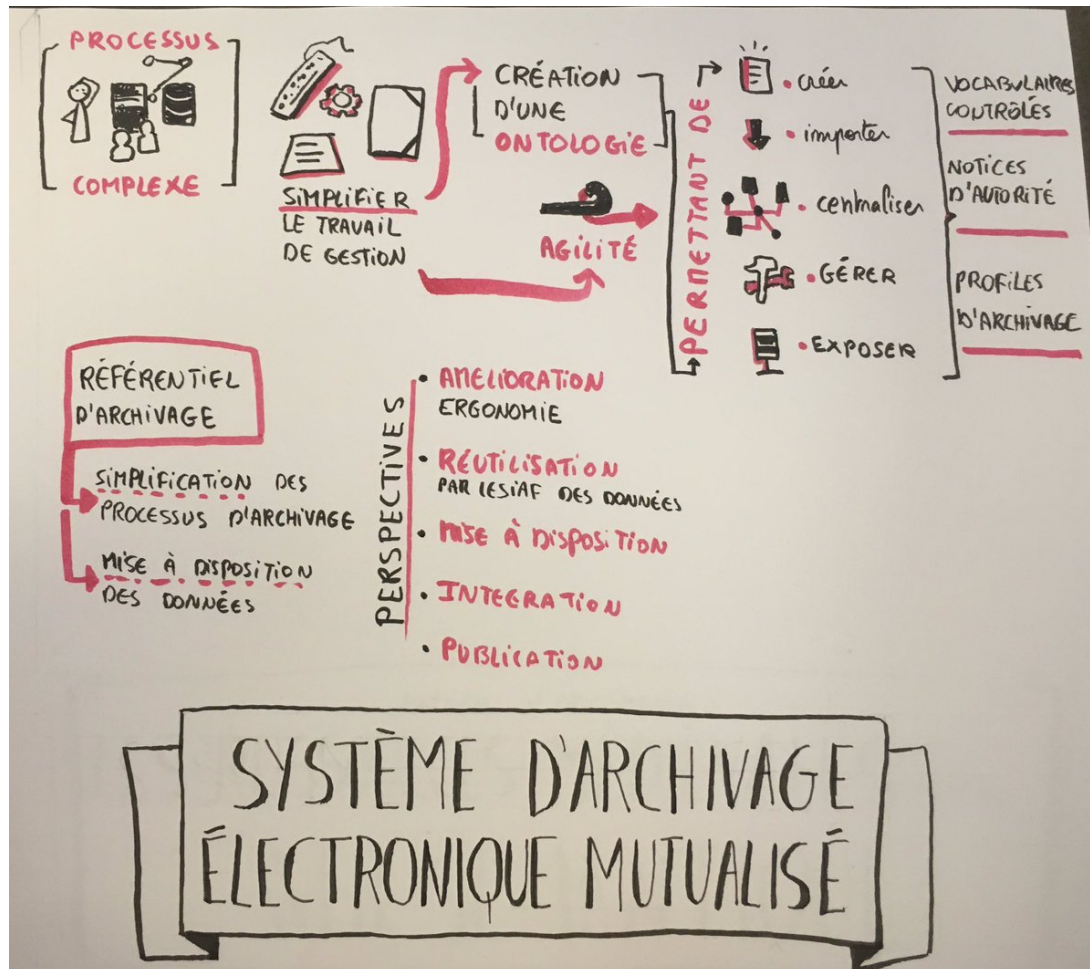 PROCESSUS
COMPLEXE
SIMPLIFIER
LE TRAVAIL
DE GESTION
CRÉATION
D'UNE
ONTOLOGIE
AGILITÉ
PERMETTANT DE
• créer
• importer
• centraliser
• GÉRER
• EXPOSER
VOCABULAIRES
CONTRÔLÉS
NOTICES
D'AUTORITÉ
PROFILES
D'ARCHIVAGE
RÉFÉRENTIEL
D'ARCHIVAGE
SIMPLIFICATION DES
PROCESSUS D'ARCHIVAGE
MISE À DISPOSITION
DES DONNÉES
PERSPECTIVES
• AMELIORATION
ERGONOMIE
• RÉUTILISATION
PAR LESIAF DES DONNÉES
• MISE À DISPOSITION
• INTEGRATION
• PUBLICATION
SYSTÈME D'ARCHIVAGE
ÉLECTRONIQUE MUTUALISÉ